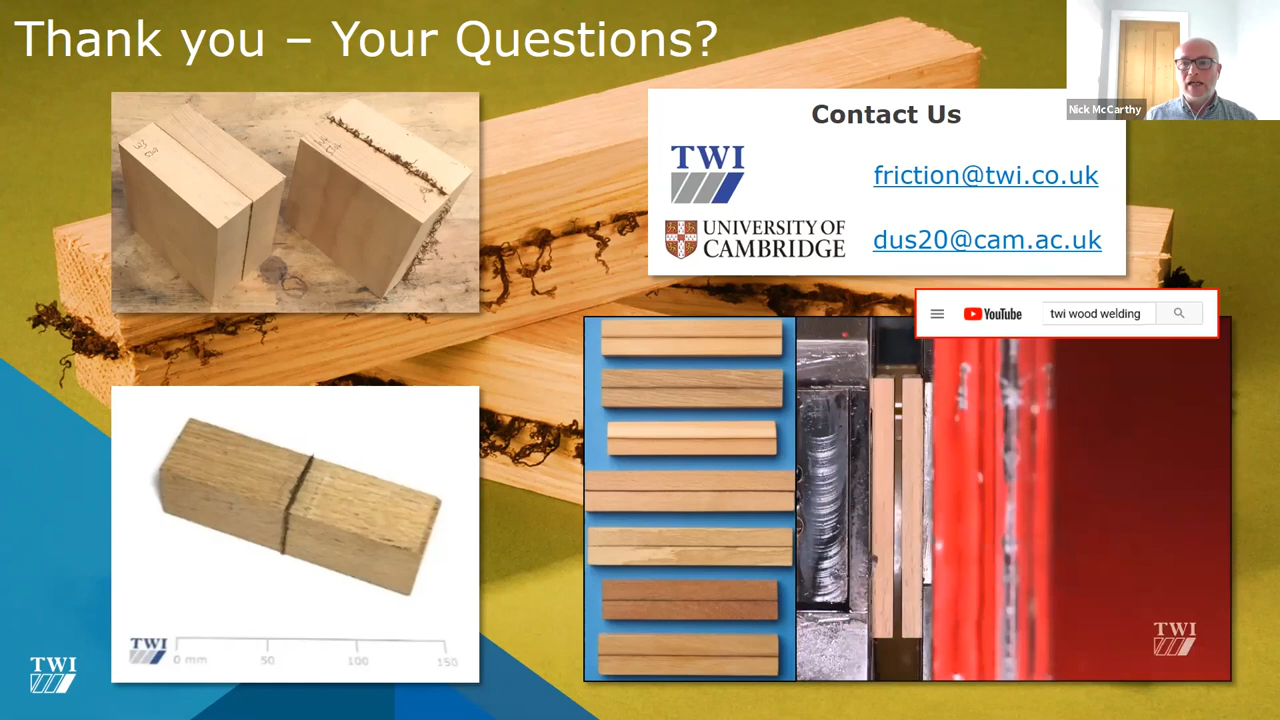 Thank you – Your Questions?
Nick McCarthy
Contact Us
TWI
friction@twi.co.uk
UNIVERSITY OF
CAMBRIDGE
dus20@cam.ac.uk
YouTube
twi wood welding
TWI
0 mm 50 100 150
TWI
TWI